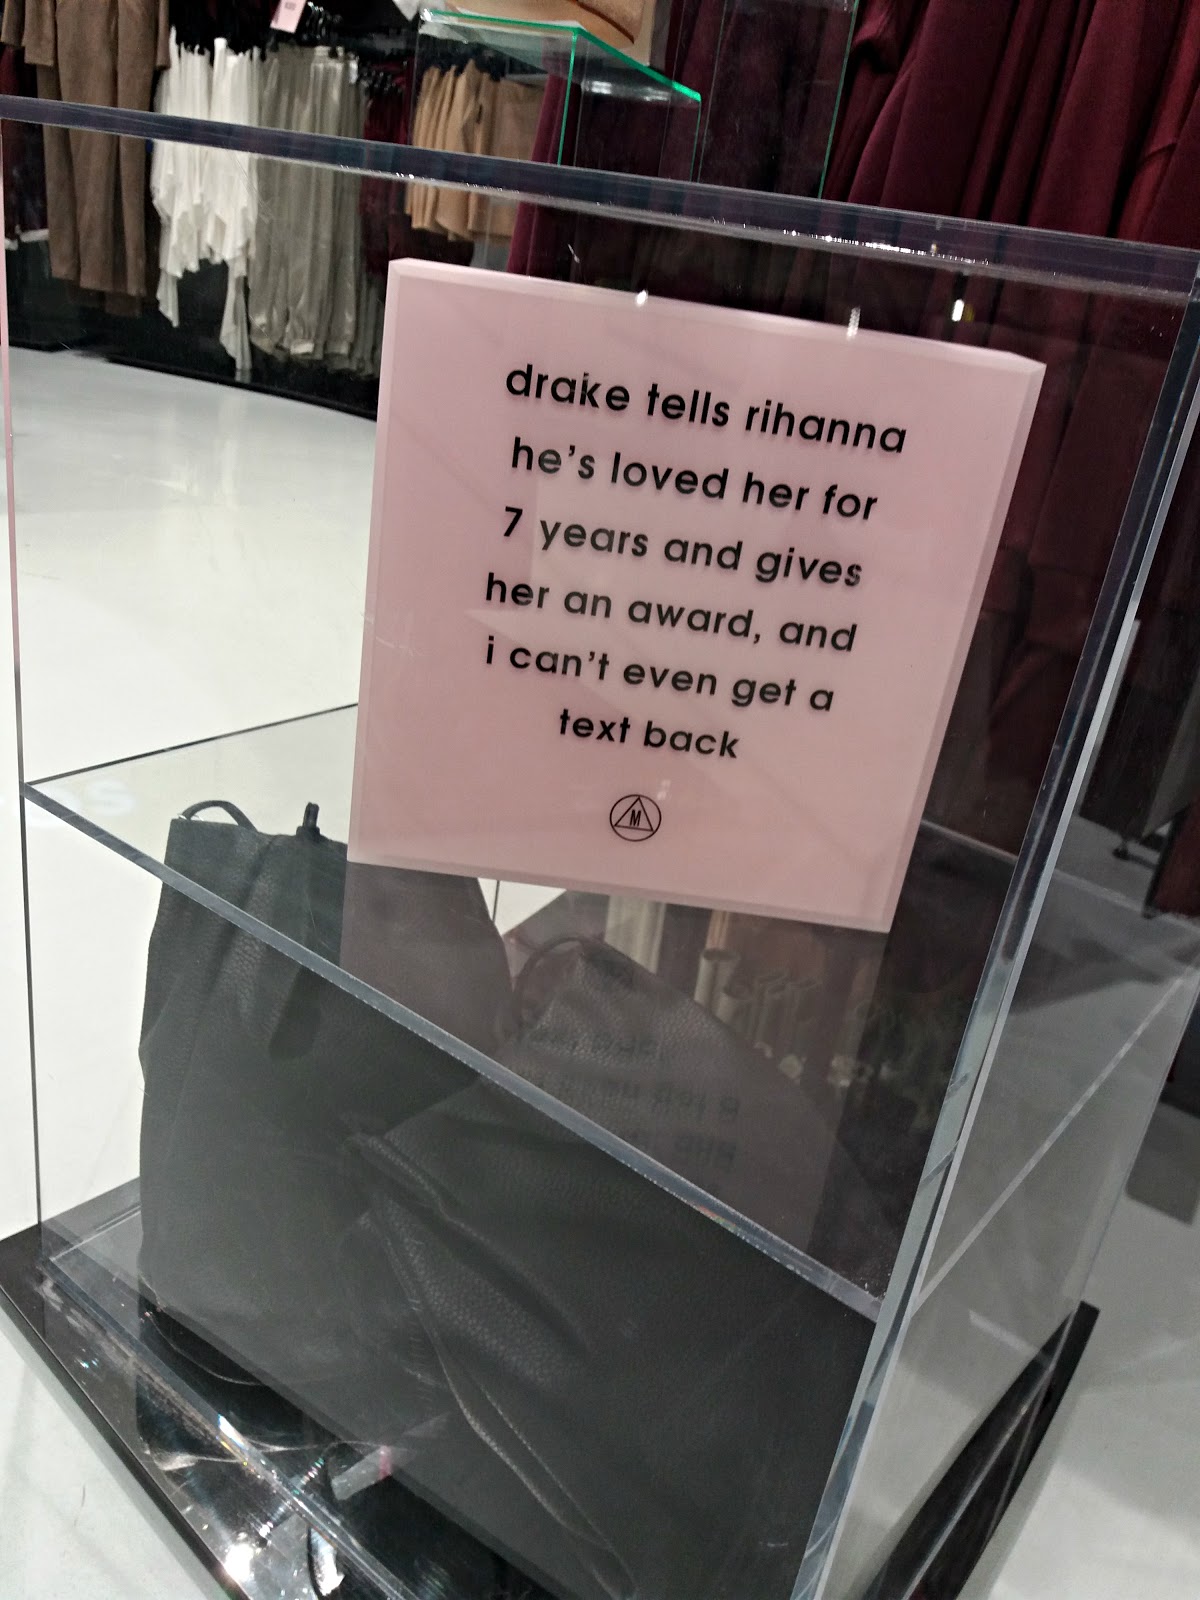 drake tells rihanna
he's loved her for
7 years and gives
her an award, and
i can't even get a
text back
M